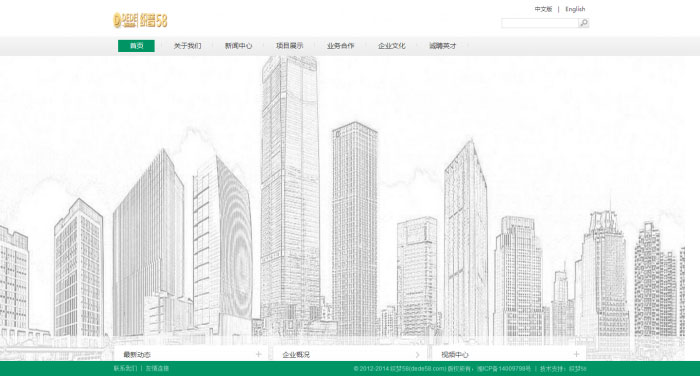 DEDE 织梦58
中文版 | English
首页 关于我们 新闻中心 项目展示 业务合作 企业文化 诚聘英才
最新动态 + 企业概况 > 视频中心 +
联系我们 | 友情连接
© 2012-2014 织梦58(dede58.com) 版权所有：湘ICP备14009798号 | 技术支持：织梦58